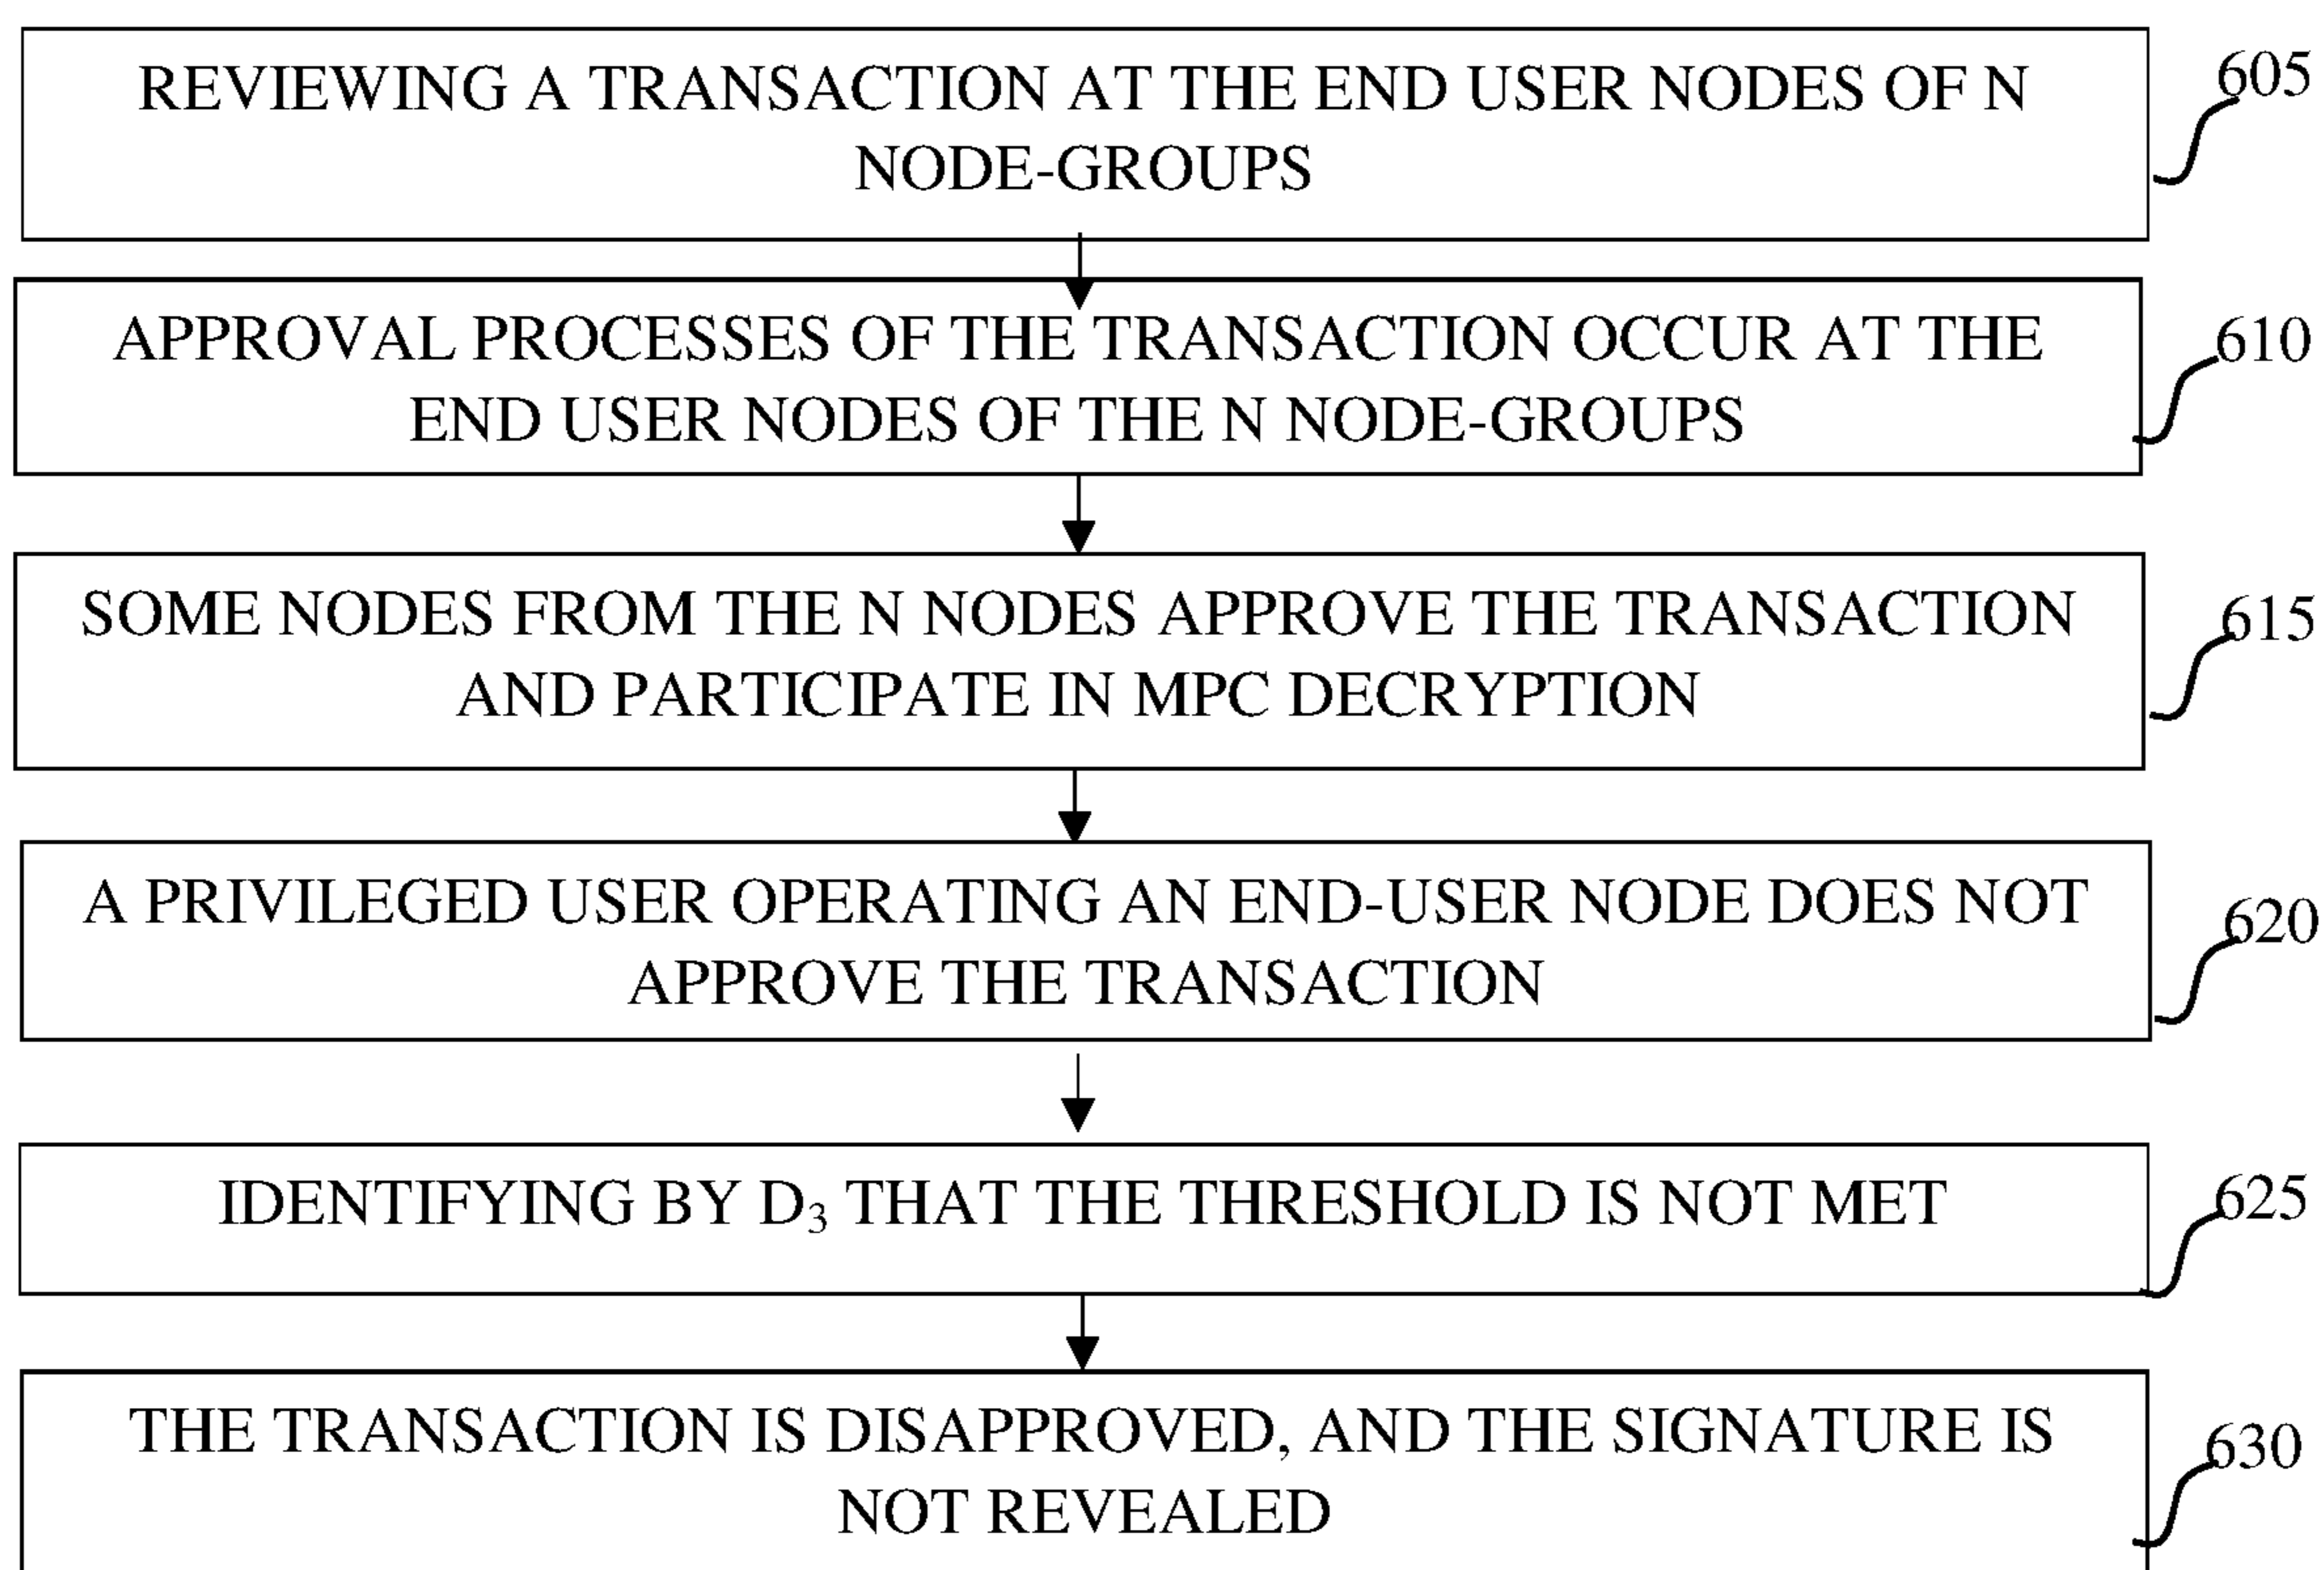 REVIEWING A TRANSACTION AT THE END USER NODES OF N
NODE-GROUPS
605
APPROVAL PROCESSES OF THE TRANSACTION OCCUR AT THE
END USER NODES OF THE N NODE-GROUPS
610
SOME NODES FROM THE N NODES APPROVE THE TRANSACTION
AND PARTICIPATE IN MPC DECRYPTION
615
A PRIVILEGED USER OPERATING AN END-USER NODE DOES NOT
APPROVE THE TRANSACTION
620
IDENTIFYING BY D₃ THAT THE THRESHOLD IS NOT MET
625
THE TRANSACTION IS DISAPPROVED, AND THE SIGNATURE IS
NOT REVEALED
630